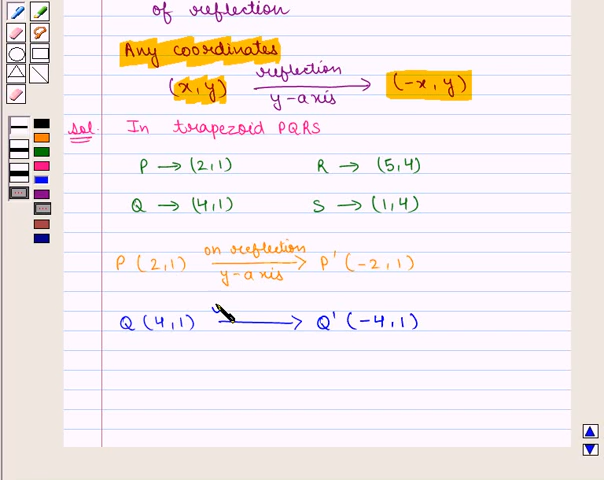 of reflection
Any coordinates
(x,y) reflection y-axis (-x, y)
Sol. In trapezoid PQRS
P → (2,1) R → (5,4)
Q → (4,1) S → (1,4)
P (2,1) on reflection y-axis P' (-2,1)
Q (4,1) → Q' (-4,1)